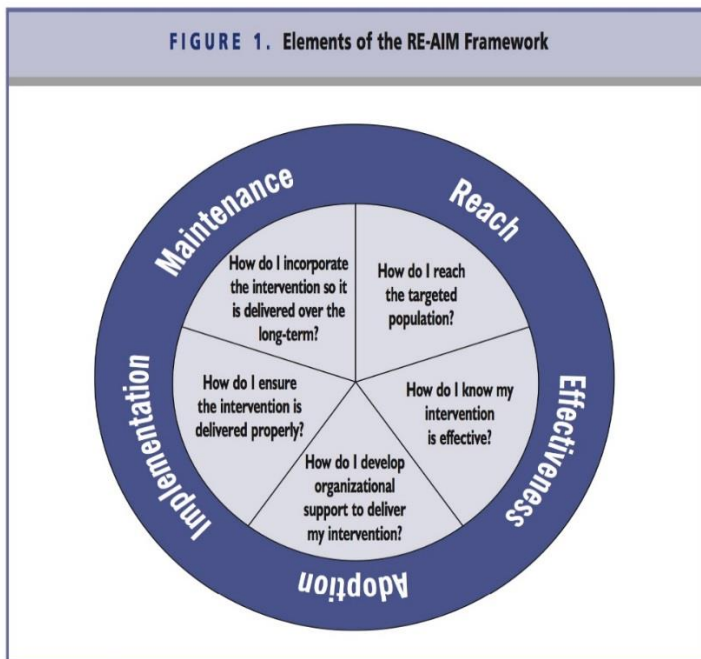 FIGURE 1. Elements of the RE-AIM Framework
Reach
How do I reach
the targeted
population?
Effectiveness
How do I know my
intervention
is effective?
Adoption
How do I develop
organizational
support to deliver
my intervention?
Implementation
How do I ensure
the intervention is
delivered properly?
Maintenance
How do I incorporate
the intervention so it
is delivered over the
long-term?